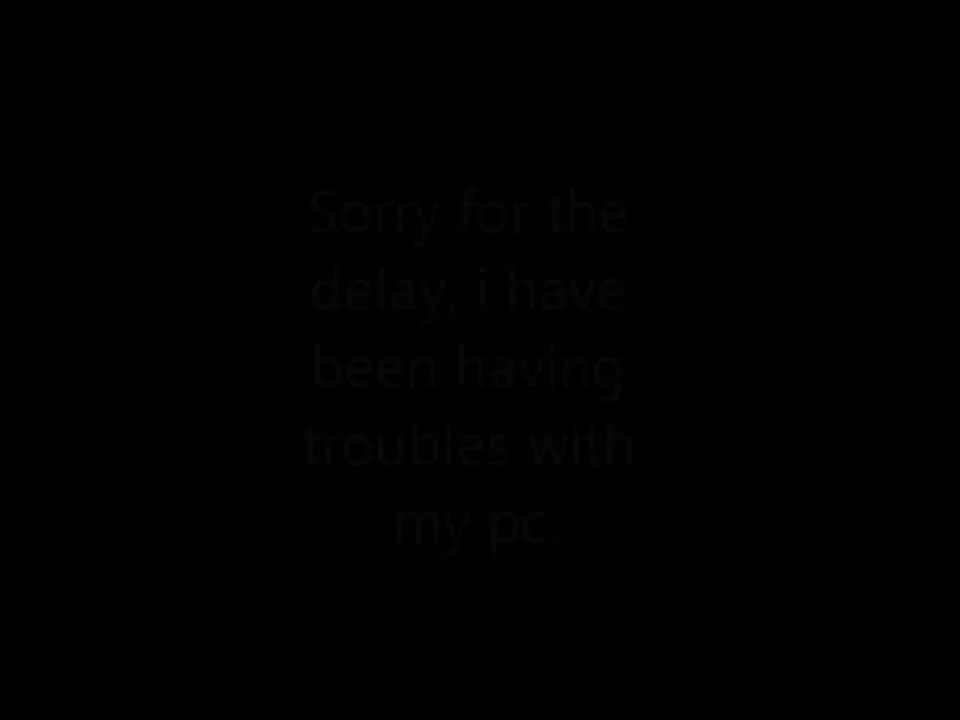 Sorry for the
delay, i have
been having
troubles with
my pc.